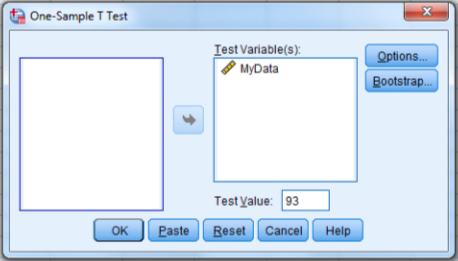 One-Sample T Test
Test Variable(s):
MyData
Options...
Bootstrap...
Test Value: 93
OK Paste Reset Cancel Help